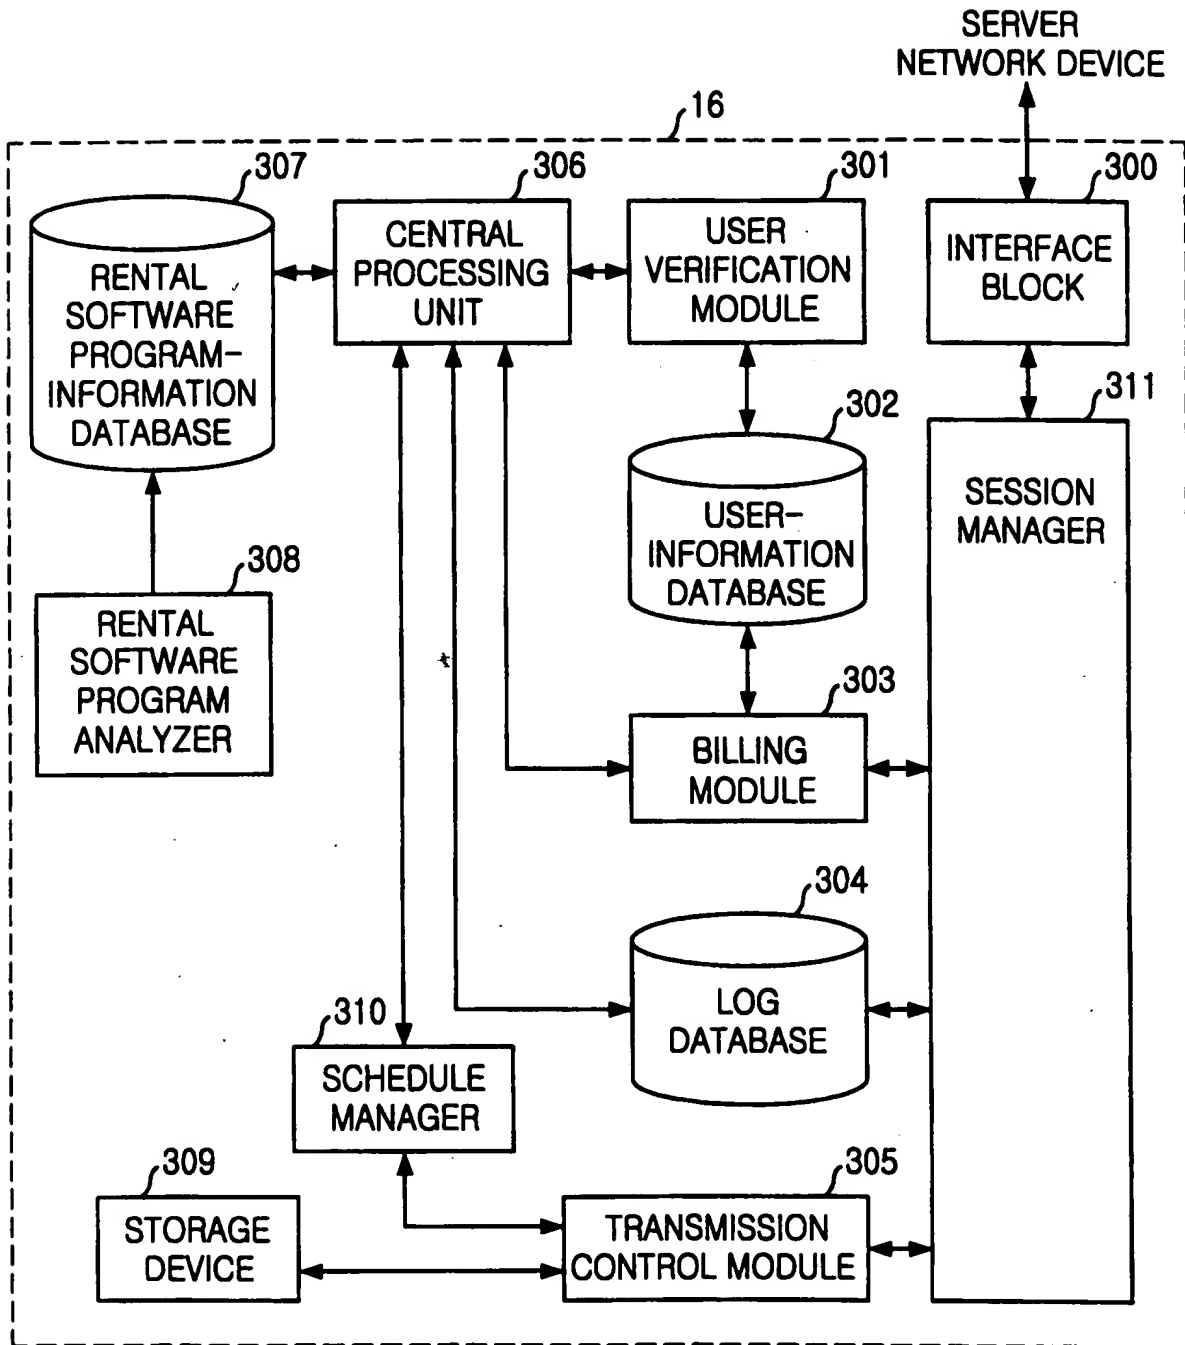 SERVER
NETWORK DEVICE
16
307
306
301
300
RENTAL
SOFTWARE
PROGRAM-
INFORMATION
DATABASE
CENTRAL
PROCESSING
UNIT
USER
VERIFICATION
MODULE
INTERFACE
BLOCK
302
311
USER-
INFORMATION
DATABASE
SESSION
MANAGER
308
RENTAL
SOFTWARE
PROGRAM
ANALYZER
303
BILLING
MODULE
304
LOG
DATABASE
310
SCHEDULE
MANAGER
309
STORAGE
DEVICE
305
TRANSMISSION
CONTROL MODULE